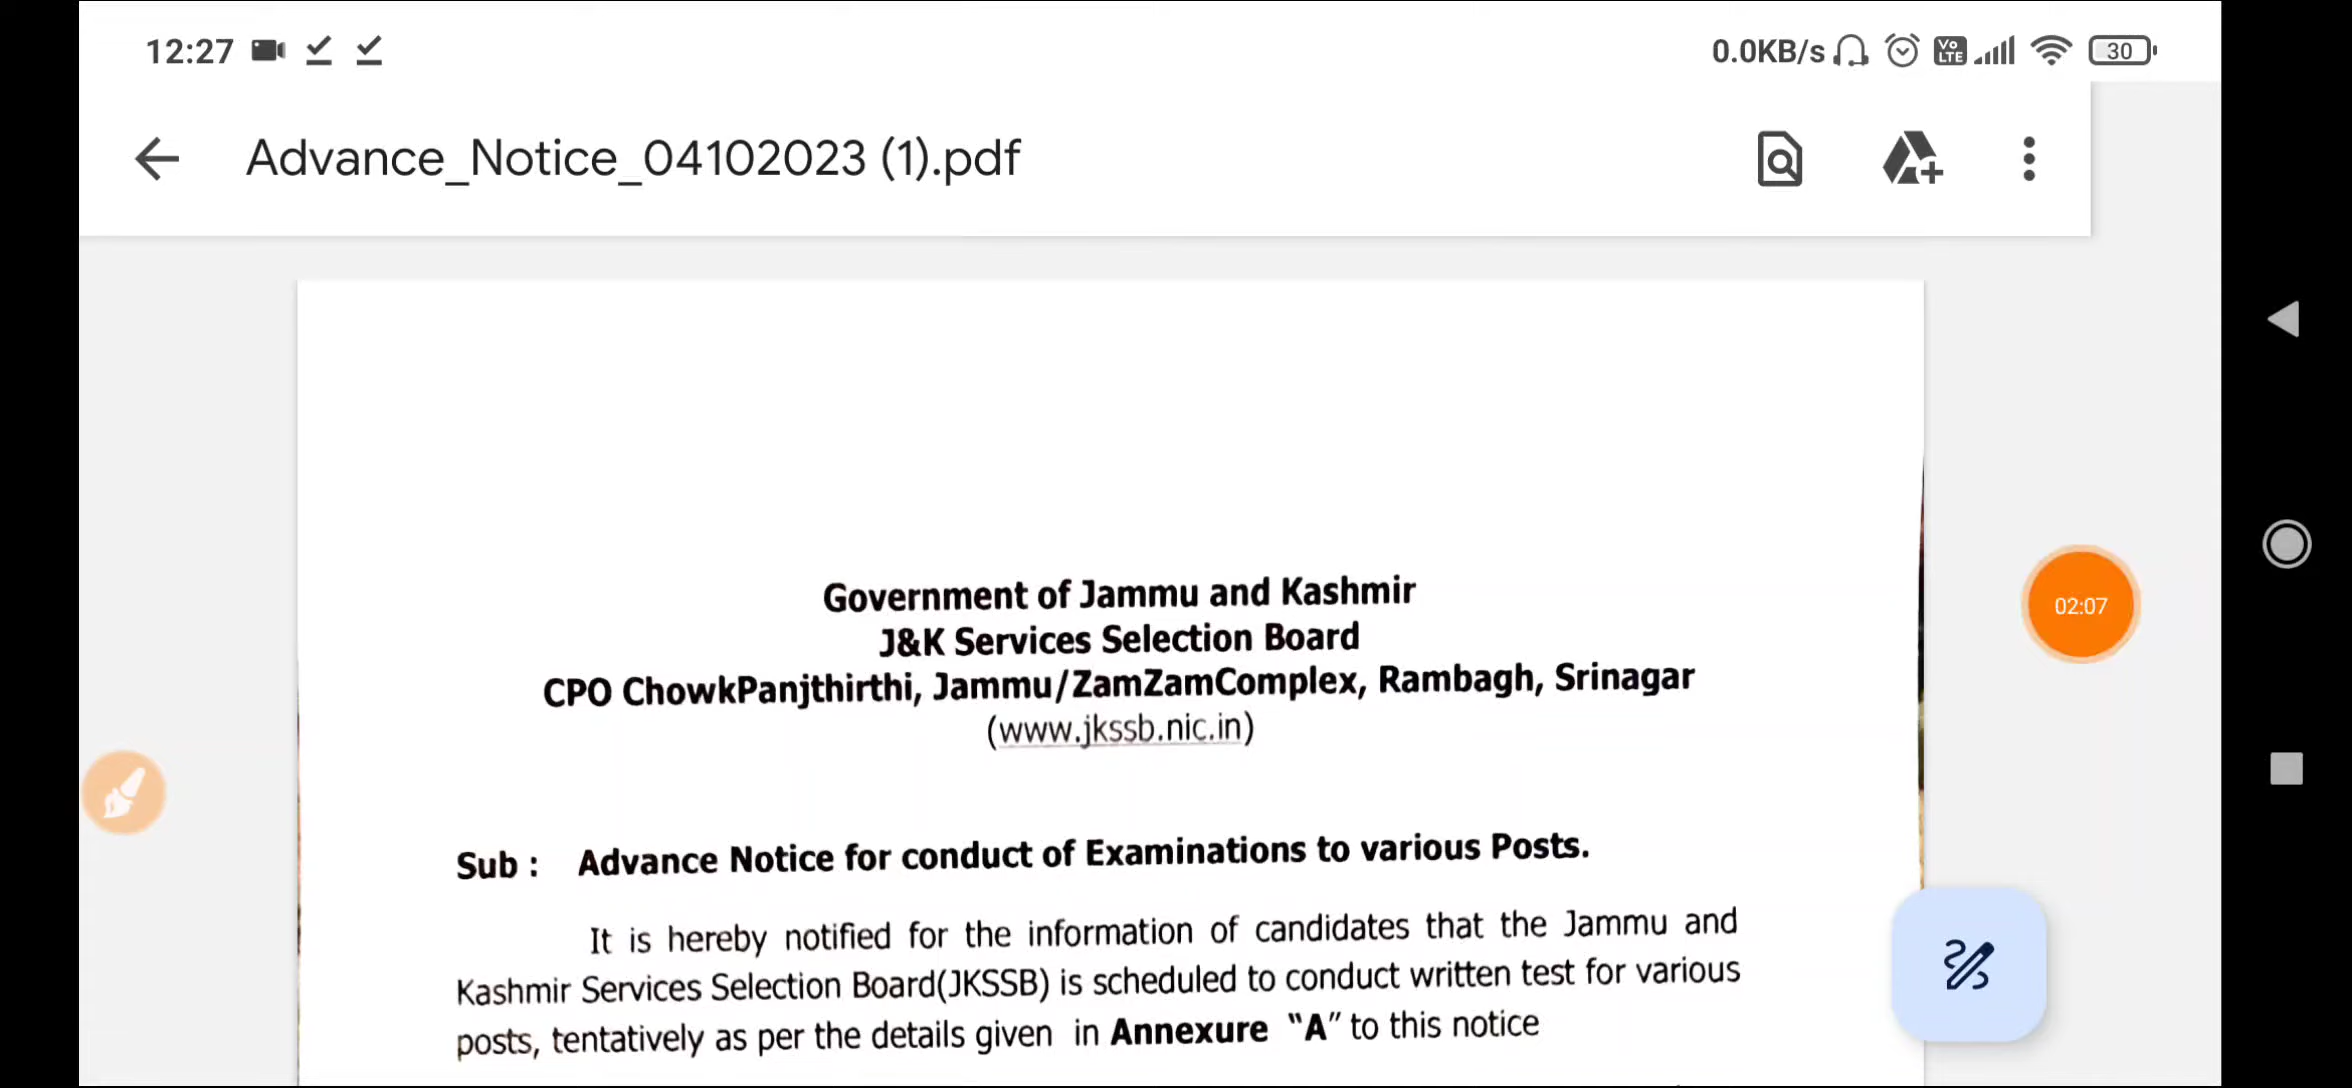 12:27
0.0KB/s Vo LTE 30
Advance_Notice_04102023 (1).pdf
Government of Jammu and Kashmir
J&K Services Selection Board
CPO ChowkPanjthirthi, Jammu/ZamZamComplex, Rambagh, Srinagar
(www.jkssb.nic.in)
02:07
Sub : Advance Notice for conduct of Examinations to various Posts.
It is hereby notified for the information of candidates that the Jammu and
Kashmir Services Selection Board(JKSSB) is scheduled to conduct written test for various
posts, tentatively as per the details given in Annexure "A" to this notice